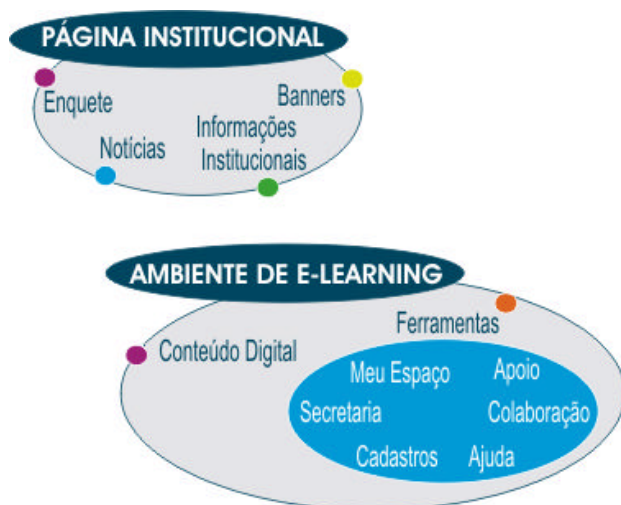 PÁGINA INSTITUCIONAL
Enquete
Banners
Notícias
Informações
Institucionais
AMBIENTE DE E-LEARNING
Conteúdo Digital
Ferramentas
Meu Espaço
Apoio
Secretaria
Colaboração
Cadastros
Ajuda